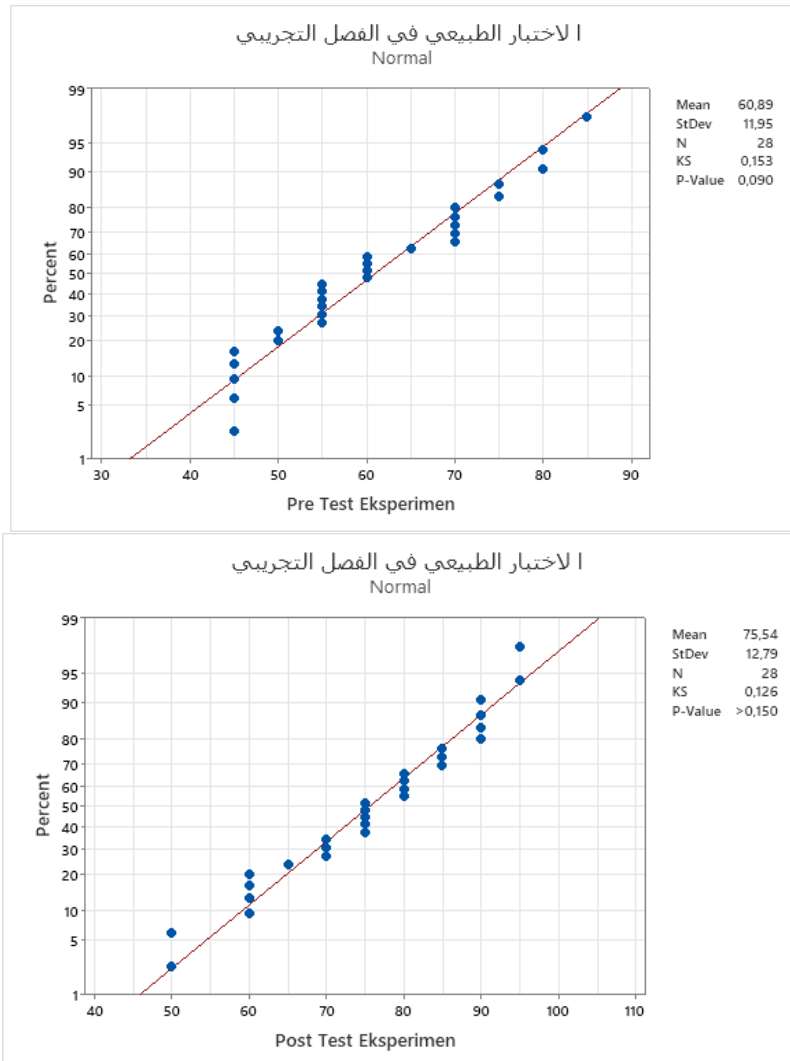 ا لاختبار الطبيعي في الفصل التجريبي
Normal
99
95
90
80
70
60
50
40
30
20
10
5
1
Percent
30 40 50 60 70 80 90
Pre Test Eksperimen
Mean 60,89
StDev 11,95
N 28
KS 0,153
P-Value 0,090
ا لاختبار الطبيعي في الفصل التجريبي
Normal
99
95
90
80
70
60
50
40
30
20
10
5
1
Percent
40 50 60 70 80 90 100 110
Post Test Eksperimen
Mean 75,54
StDev 12,79
N 28
KS 0,126
P-Value >0,150